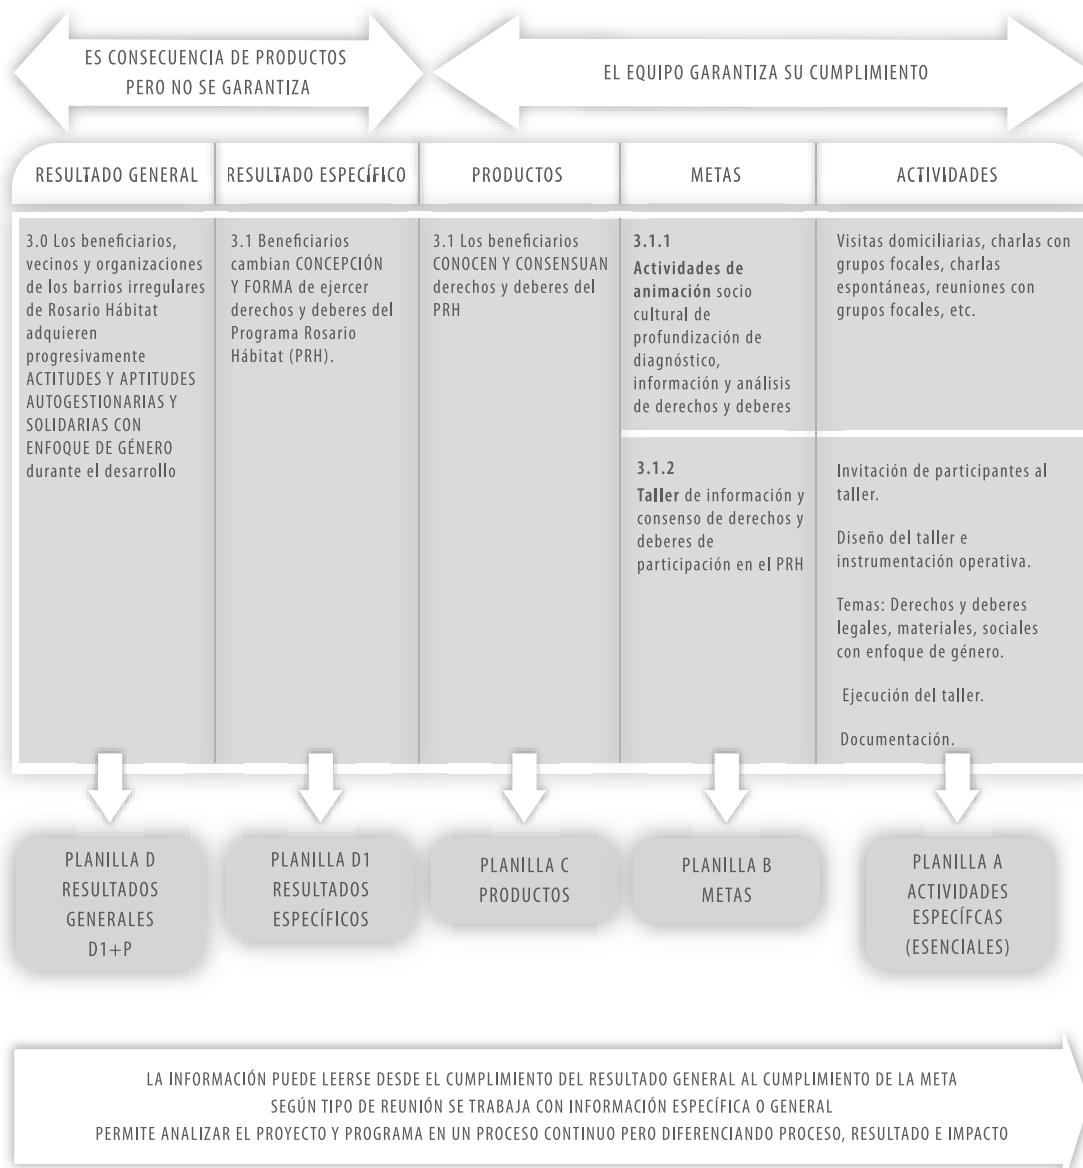 ES CONSECUENCIA DE PRODUCTOS
PERO NO SE GARANTIZA
EL EQUIPO GARANTIZA SU CUMPLIMIENTO
RESULTADO GENERAL
RESULTADO ESPECÍFICO
PRODUCTOS
METAS
ACTIVIDADES
3.0 Los beneficiarios,
vecinos y organizaciones
de los barrios irregulares
de Rosario Hábitat
adquieren
progresivamente
ACTITUDES Y APTITUDES
AUTOGESTIONARIAS Y
SOLIDARIAS CON
ENFOQUE DE GÉNERO
durante el desarrollo
3.1 Beneficiarios
cambian CONCEPCIÓN
Y FORMA de ejercer
derechos y deberes del
Programa Rosario
Hábitat (PRH).
3.1 Los beneficiarios
CONOCEN Y CONSENSUAN
derechos y deberes del
PRH
3.1.1
Actividades de
animación socio
cultural de
profundización de
diagnóstico,
información y análisis
de derechos y deberes
Visitas domiciliarias, charlas con
grupos focales, charlas
espontáneas, reuniones con
grupos focales, etc.
3.1.2
Taller de información y
consenso de derechos y
deberes de
participación en el PRH
Invitación de participantes al
taller.
Diseño del taller e
instrumentación operativa.
Temas: Derechos y deberes
legales, materiales, sociales
con enfoque de género.
Ejecución del taller.
Documentación.
PLANILLA D
RESULTADOS
GENERALES
D1+P
PLANILLA D1
RESULTADOS
ESPECÍFICOS
PLANILLA C
PRODUCTOS
PLANILLA B
METAS
PLANILLA A
ACTIVIDADES
ESPECÍFCAS
(ESENCIALES)
LA INFORMACIÓN PUEDE LEERSE DESDE EL CUMPLIMIENTO DEL RESULTADO GENERAL AL CUMPLIMIENTO DE LA META
SEGÚN TIPO DE REUNIÓN SE TRABAJA CON INFORMACIÓN ESPECÍFICA O GENERAL
PERMITE ANALIZAR EL PROYECTO Y PROGRAMA EN UN PROCESO CONTINUO PERO DIFERENCIANDO PROCESO, RESULTADO E IMPACTO